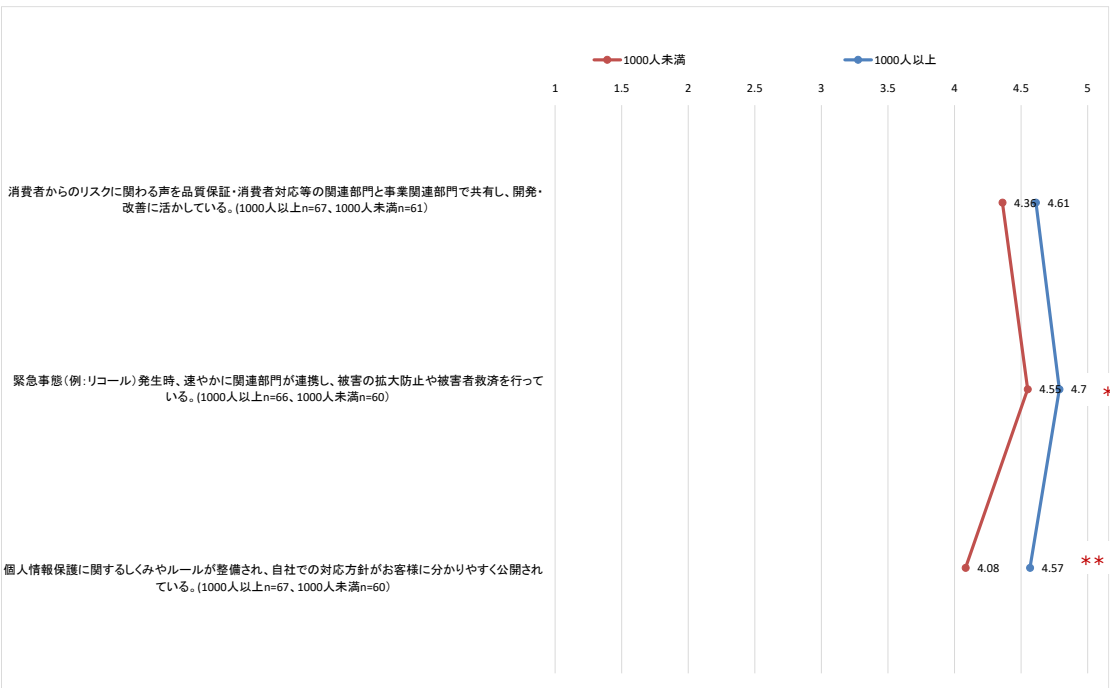 1000人未満 1000人以上
1 1.5 2 2.5 3 3.5 4 4.5 5
消費者からのリスクに関わる声を品質保証・消費者対応等の関連部門と事業関連部門で共有し、開発・
改善に活かしている。(1000人以上n=67、1000人未満n=61)
4.36 4.61
緊急事態(例:リコール)発生時、速やかに関連部門が連携し、被害の拡大防止や被害者救済を行って
いる。(1000人以上n=66、1000人未満n=60)
4.55 4.7 *
個人情報保護に関するしくみやルールが整備され、自社での対応方針がお客様に分かりやすく公開され
ている。(1000人以上n=67、1000人未満n=60)
4.08 4.57 **